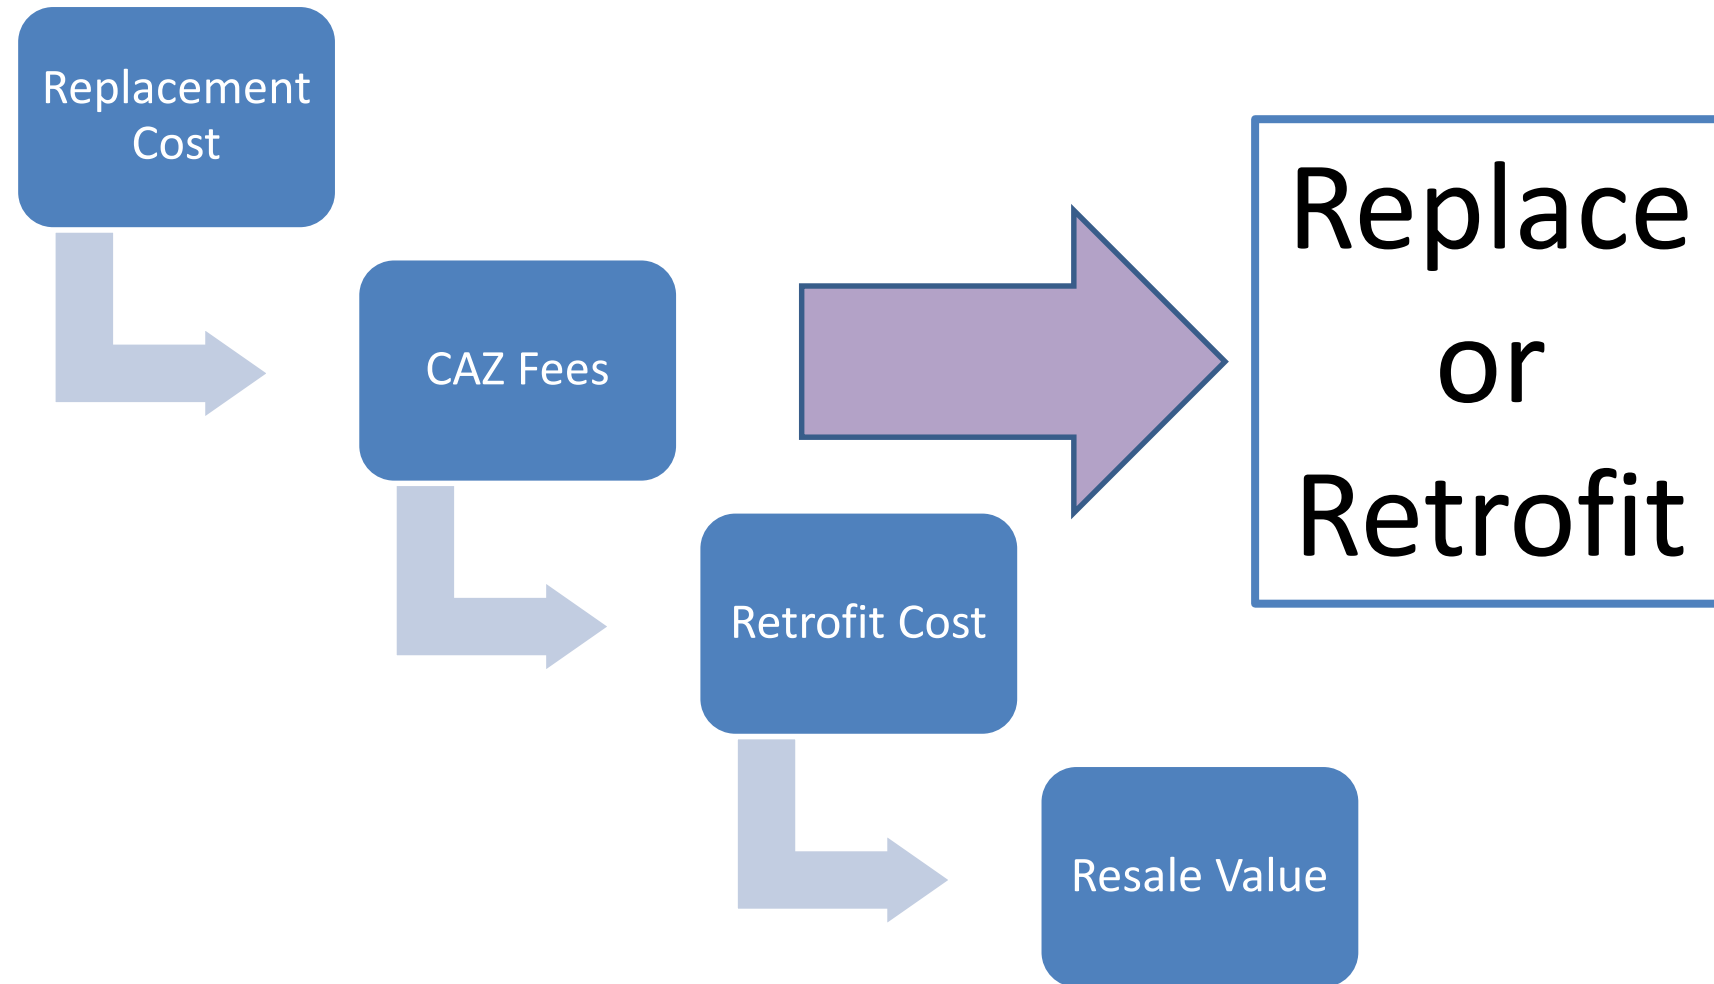 Replacement
Cost
CAZ Fees
Retrofit Cost
Resale Value
Replace
or
Retrofit